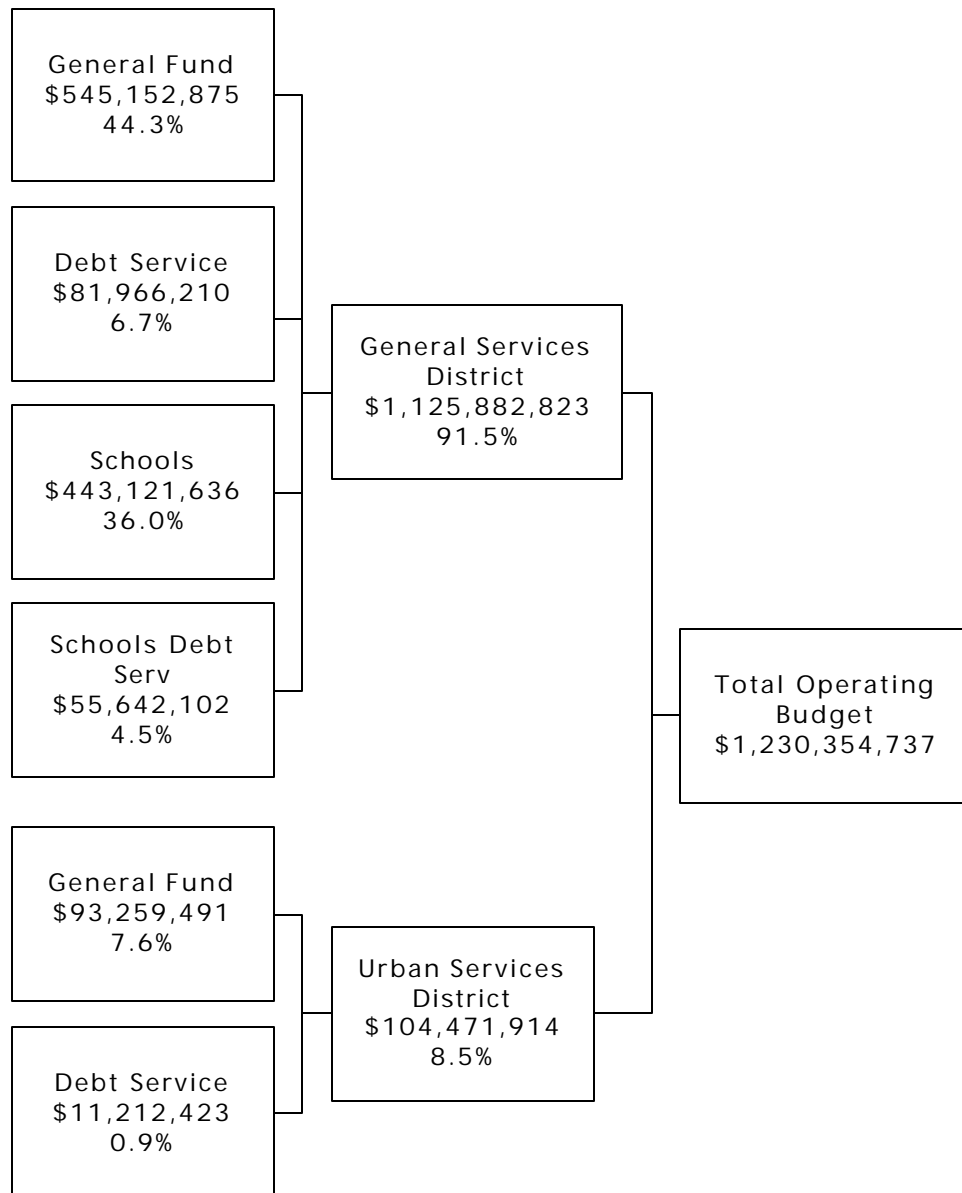 General Fund
$545,152,875
44.3%
Debt Service
$81,966,210
6.7%
Schools
$443,121,636
36.0%
Schools Debt
Serv
$55,642,102
4.5%
General Services
District
$1,125,882,823
91.5%
General Fund
$93,259,491
7.6%
Debt Service
$11,212,423
0.9%
Urban Services
District
$104,471,914
8.5%
Total Operating
Budget
$1,230,354,737